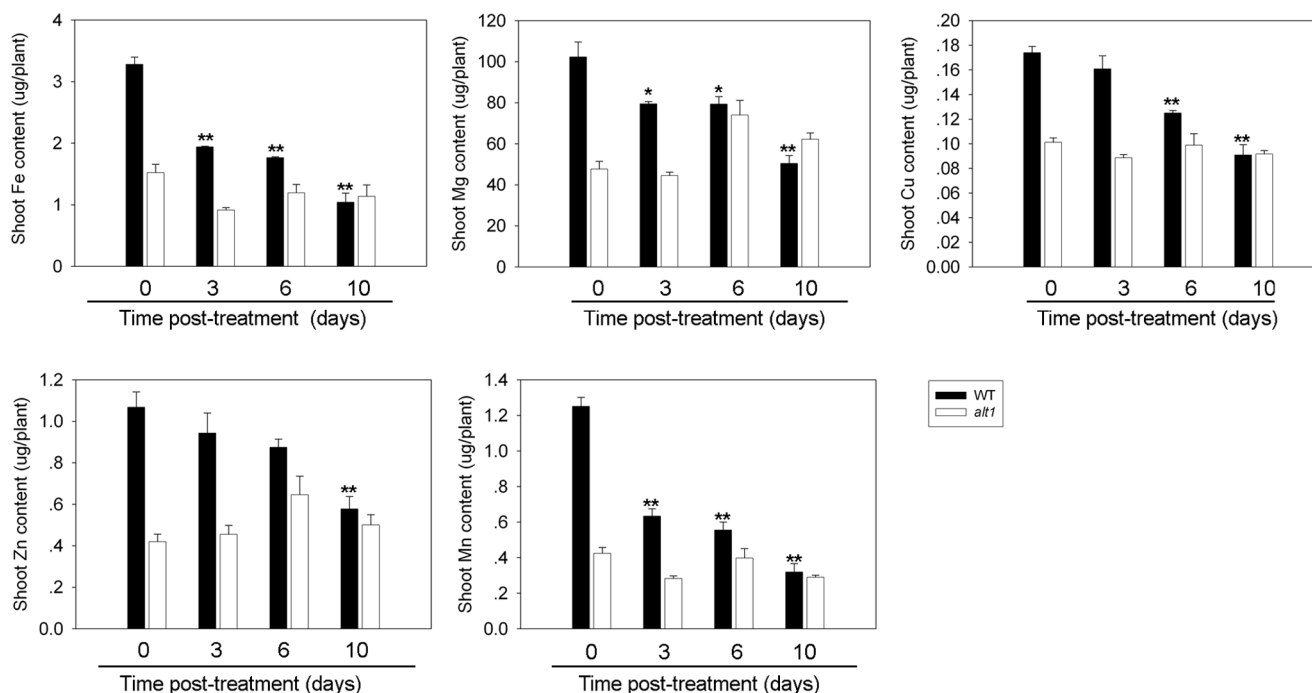 Shoot Fe content (ug/plant)
4
3
2
1
0
**
**
**
0 3 6 10
Time post-treatment (days)
Shoot Mg content (ug/plant)
120
100
80
60
40
20
0
*
*
**
0 3 6 10
Time post-treatment (days)
Shoot Cu content (ug/plant)
.20
.18
.16
.14
.12
.10
.08
.06
.04
.02
0.00
**
**
0 3 6 10
Time post-treatment (days)
Shoot Zn content (ug/plant)
1.2
1.0
.8
.6
.4
.2
0.0
**
0 3 6 10
Time post-treatment (days)
Shoot Mn content (ug/plant)
1.4
1.2
1.0
.8
.6
.4
.2
0.0
**
**
**
0 3 6 10
Time post-treatment (days)
WT
alt1